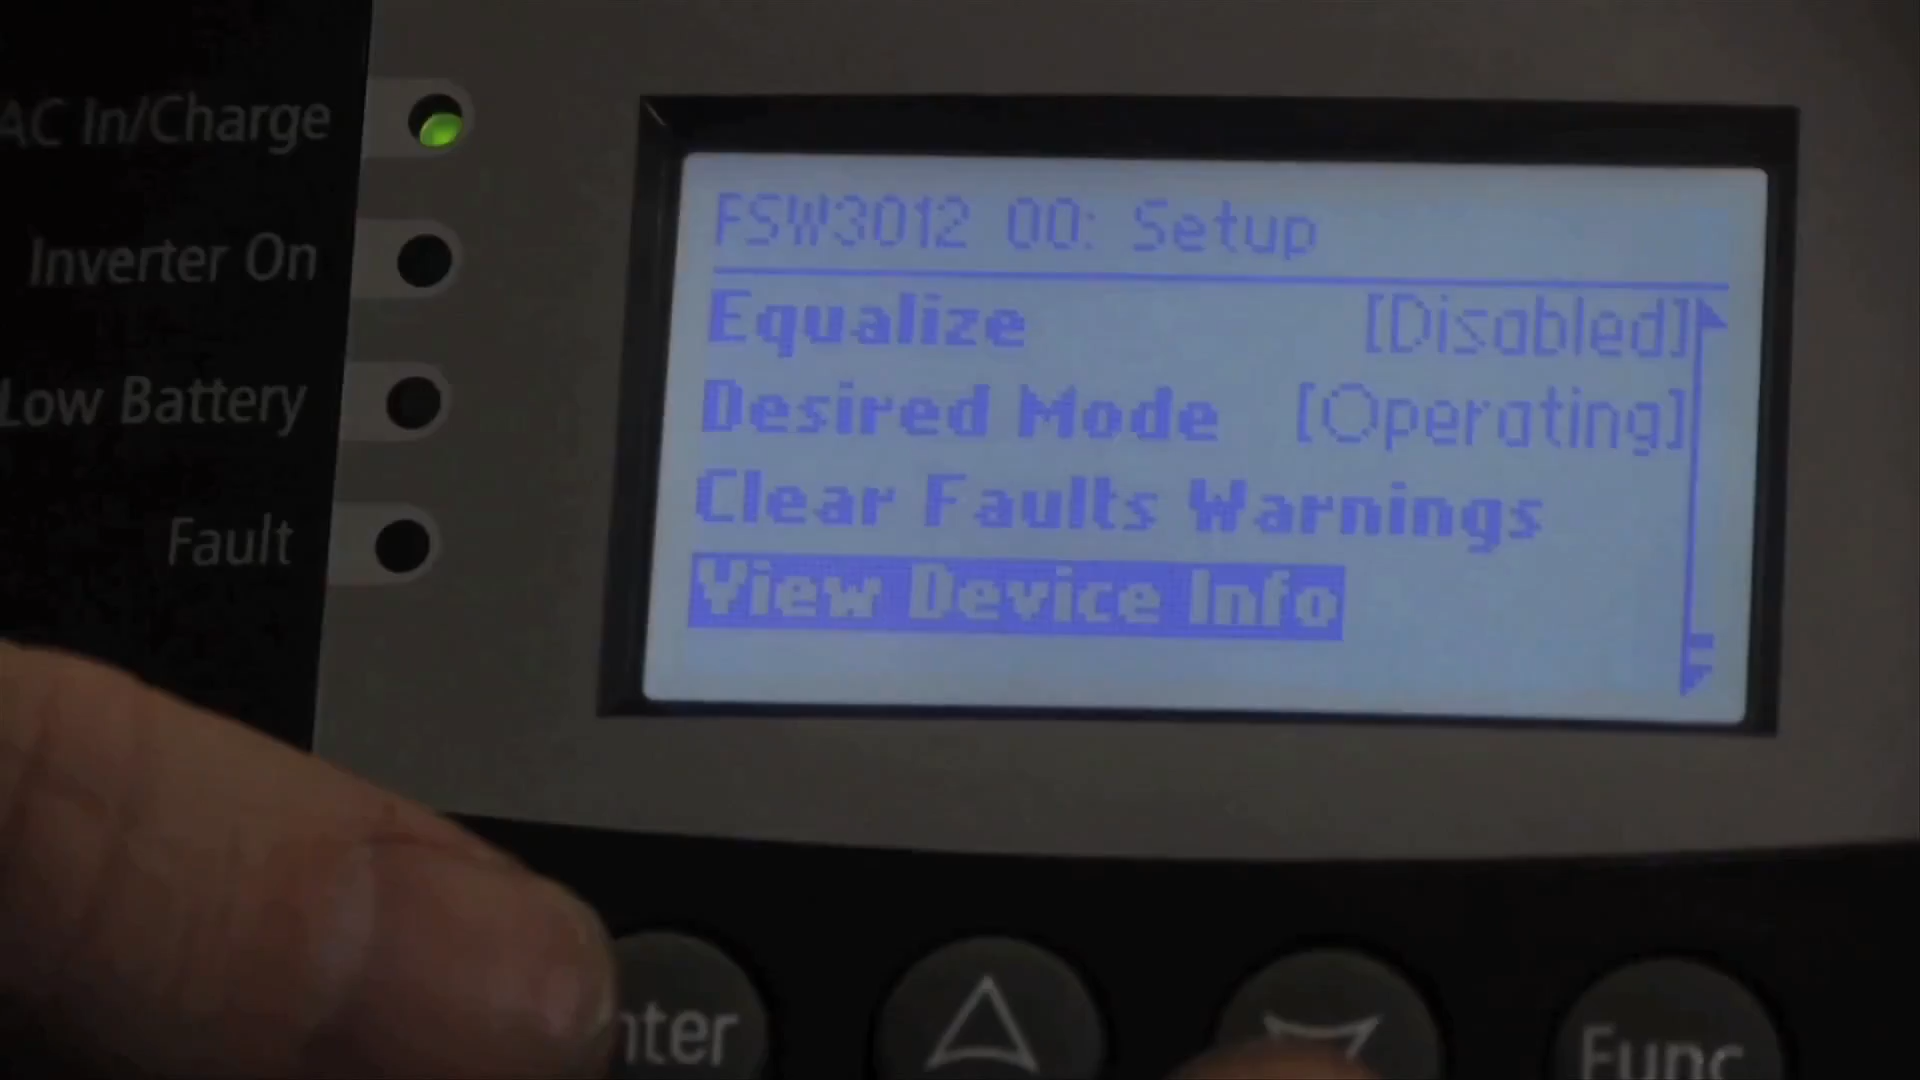 AC In/Charge
Inverter On
Low Battery
Fault
FSW3012 00: Setup
Equalize [Disabled]
Desired Mode [Operating]
Clear Faults Warnings
View Device Info
nter
Func